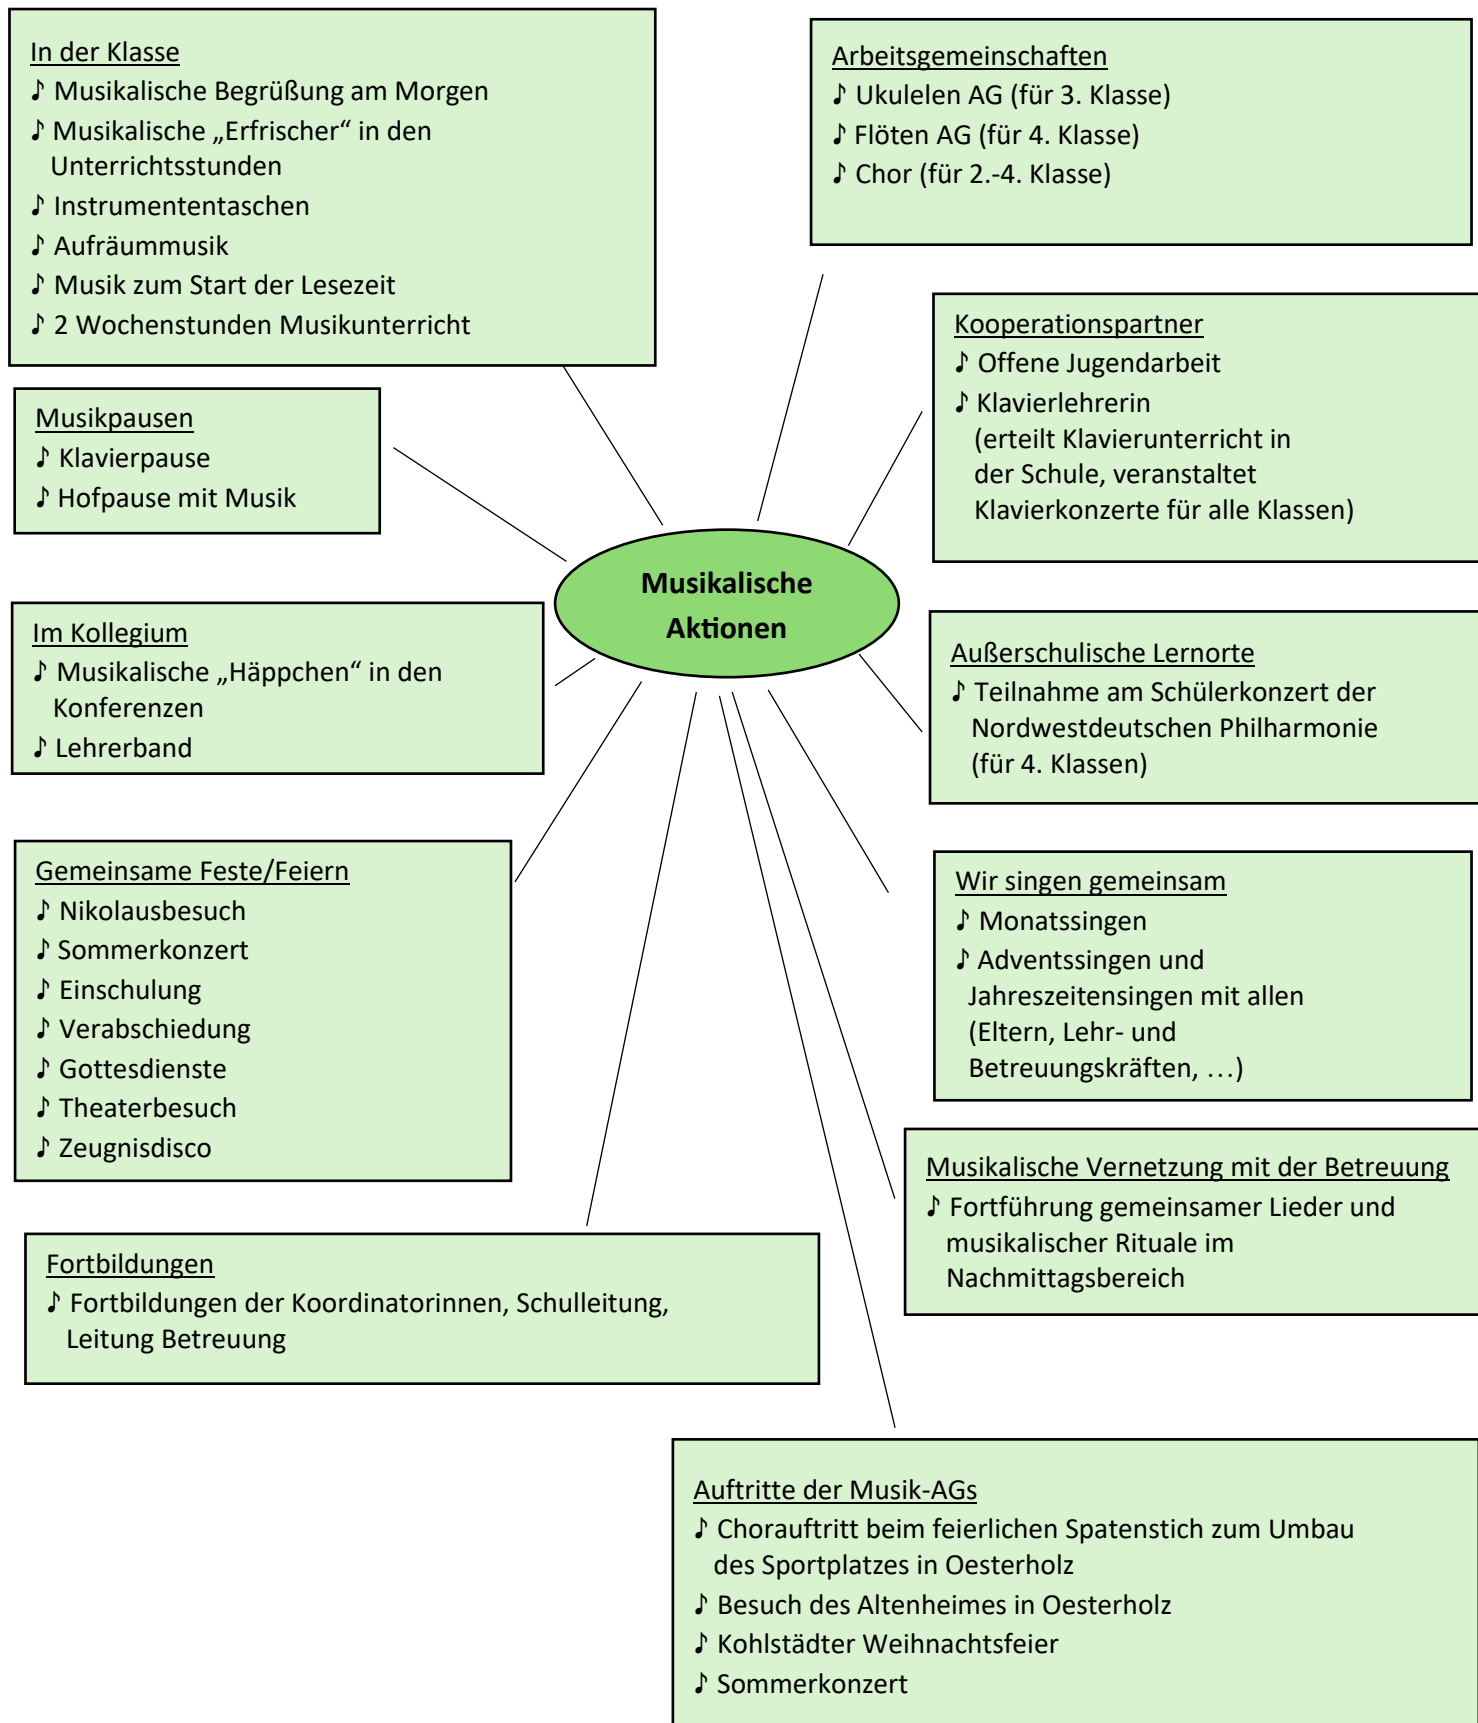 In der Klasse
♪ Musikalische Begrüßung am Morgen
♪ Musikalische „Erfrischer“ in den
Unterrichtsstunden
♪ Instrumententaschen
♪ Aufräummusik
♪ Musik zum Start der Lesezeit
♪ 2 Wochenstunden Musikunterricht
Arbeitsgemeinschaften
♪ Ukulelen AG (für 3. Klasse)
♪ Flöten AG (für 4. Klasse)
♪ Chor (für 2.-4. Klasse)
Musikpausen
♪ Klavierpause
♪ Hofpause mit Musik
Kooperationspartner
♪ Offene Jugendarbeit
♪ Klavierlehrerin
(erteilt Klavierunterricht in
der Schule, veranstaltet
Klavierkonzerte für alle Klassen)
Musikalische
Aktionen
Im Kollegium
♪ Musikalische „Häppchen“ in den
Konferenzen
♪ Lehrerband
Außerschulische Lernorte
♪ Teilnahme am Schülerkonzert der
Nordwestdeutschen Philharmonie
(für 4. Klassen)
Gemeinsame Feste/Feiern
♪ Nikolausbesuch
♪ Sommerkonzert
♪ Einschulung
♪ Verabschiedung
♪ Gottesdienste
♪ Theaterbesuch
♪ Zeugnisdisco
Wir singen gemeinsam
♪ Monatssingen
♪ Adventssingen und
Jahreszeitensingen mit allen
(Eltern, Lehr- und
Betreuungskräften, …)
Musikalische Vernetzung mit der Betreuung
♪ Fortführung gemeinsamer Lieder und
musikalischer Rituale im
Nachmittagsbereich
Fortbildungen
♪ Fortbildungen der Koordinatorinnen, Schulleitung,
Leitung Betreuung
Auftritte der Musik-AGs
♪ Chorauftritt beim feierlichen Spatenstich zum Umbau
des Sportplatzes in Oesterholz
♪ Besuch des Altenheimes in Oesterholz
♪ Kohlstädter Weihnachtsfeier
♪ Sommerkonzert